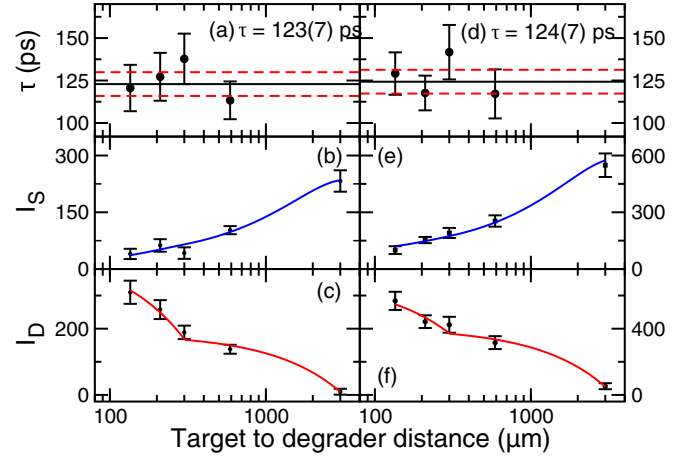 (a) τ = 123(7) ps
(d) τ = 124(7) ps
τ (ps)
150
125
100
150
125
100
(b)
(e)
I_S
300
150
0
600
300
0
(c)
(f)
I_D
200
0
400
0
100
1000
100
1000
Target to degrader distance (μm)